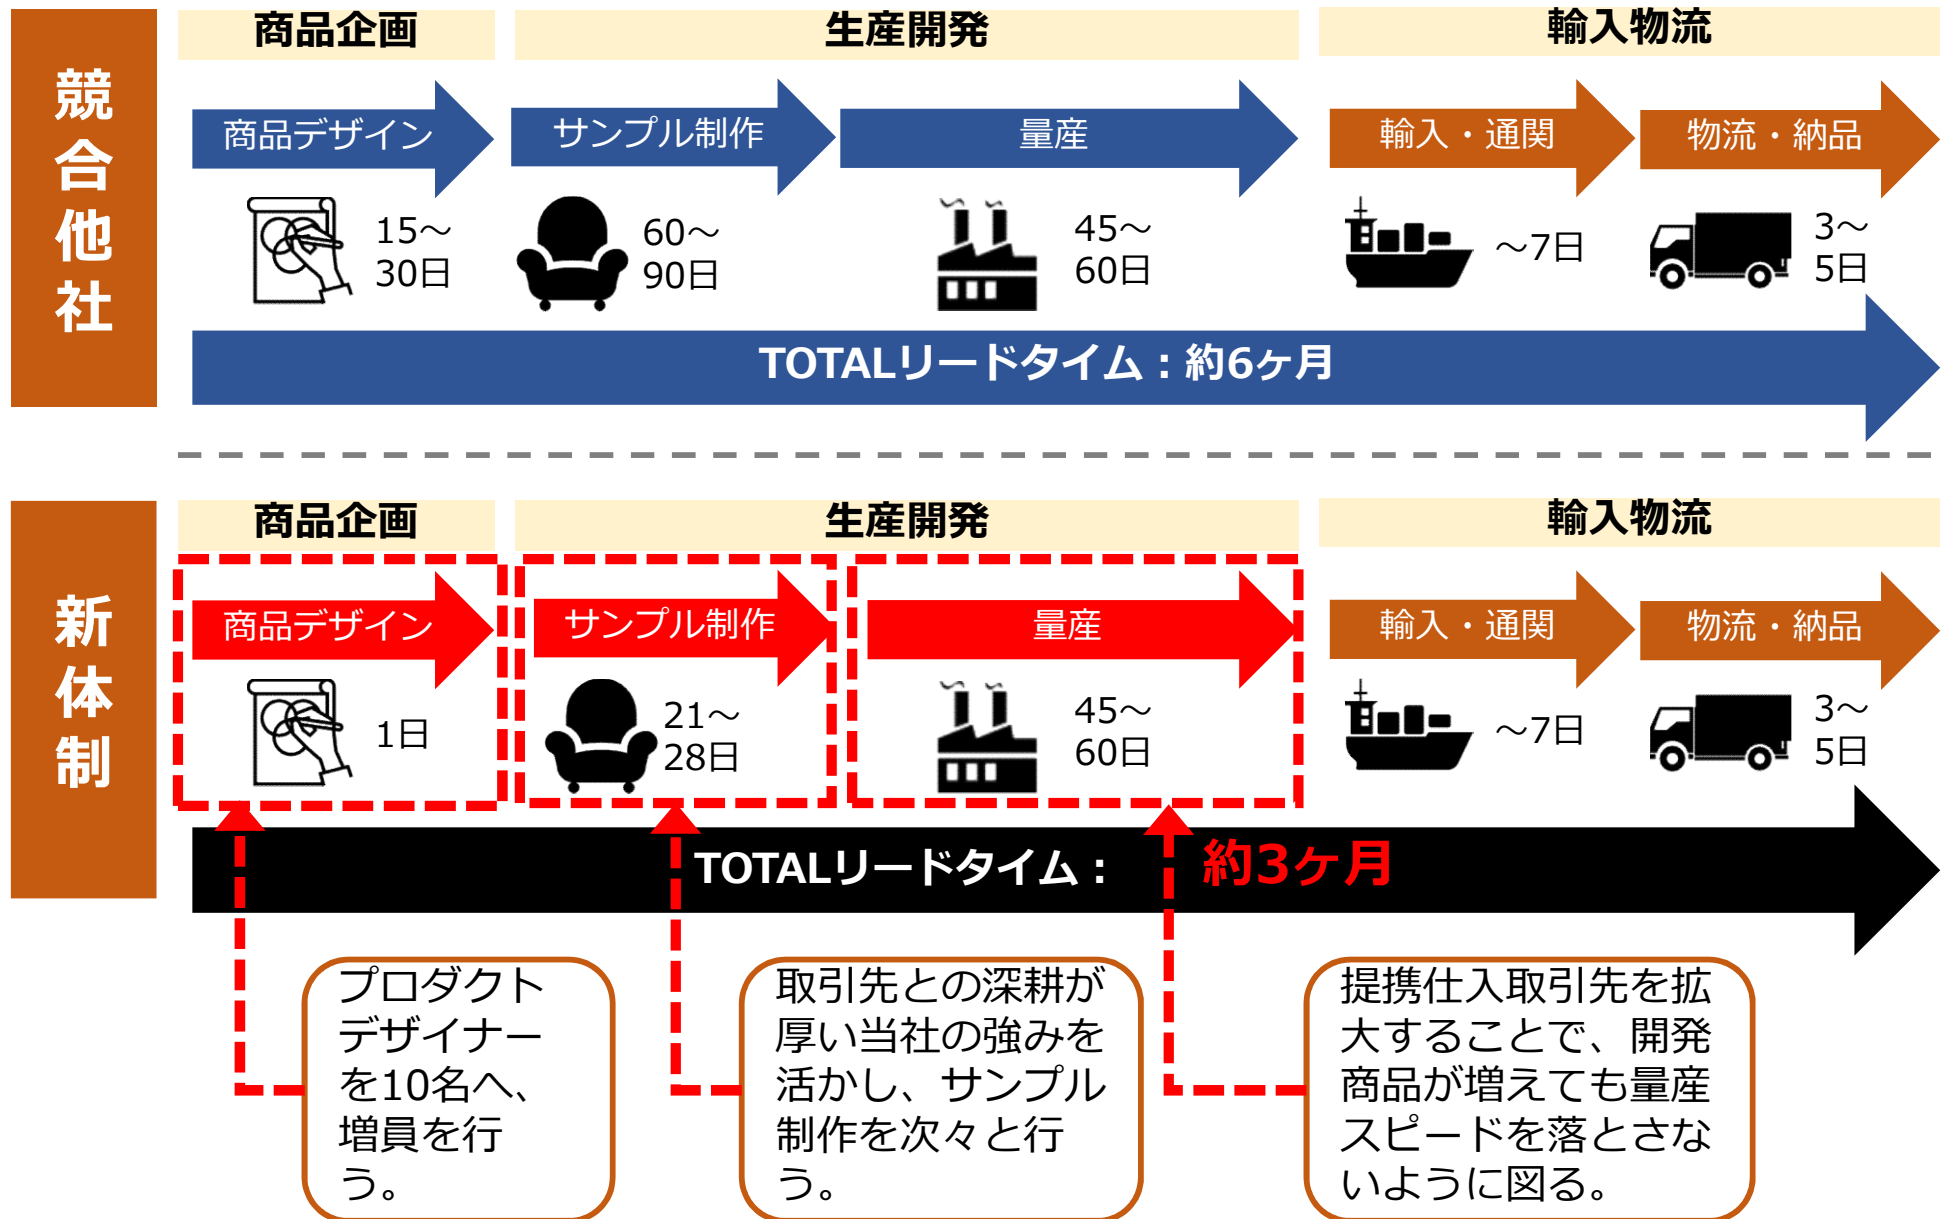 競合他社
商品企画
生産開発
輸入物流
商品デザイン
サンプル制作
量産
輸入・通関
物流・納品
15～
30日
60～
90日
45～
60日
～7日
3～
5日
TOTALリードタイム：約6ヶ月
新体制
商品企画
生産開発
輸入物流
商品デザイン
サンプル制作
量産
輸入・通関
物流・納品
1日
21～
28日
45～
60日
～7日
3～
5日
TOTALリードタイム：
約3ヶ月
プロダクト
デザイナー
を10名へ、
増員を行
う。
取引先との深耕が
厚い当社の強みを
活かし、サンプル
制作を次々と行
う。
提携仕入取引先を拡
大することで、開発
商品が増えても量産
スピードを落とさな
いように図る。